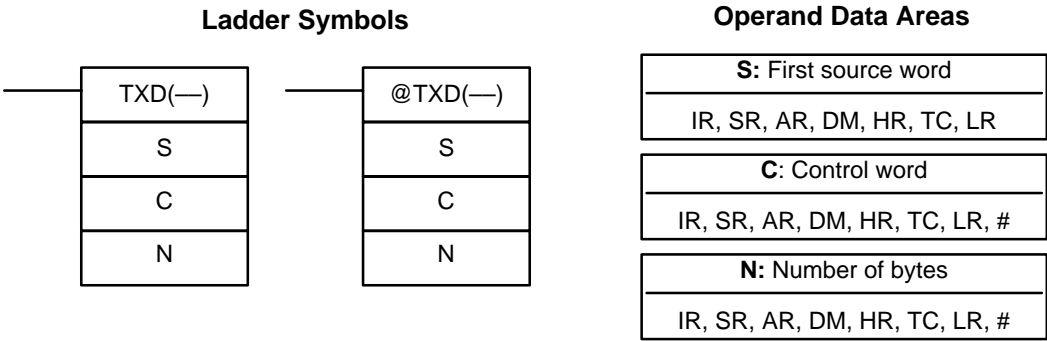 Ladder Symbols
TXD(––)
S
C
N
@TXD(––)
S
C
N
Operand Data Areas
S: First source word
IR, SR, AR, DM, HR, TC, LR
C: Control word
IR, SR, AR, DM, HR, TC, LR, #
N: Number of bytes
IR, SR, AR, DM, HR, TC, LR, #